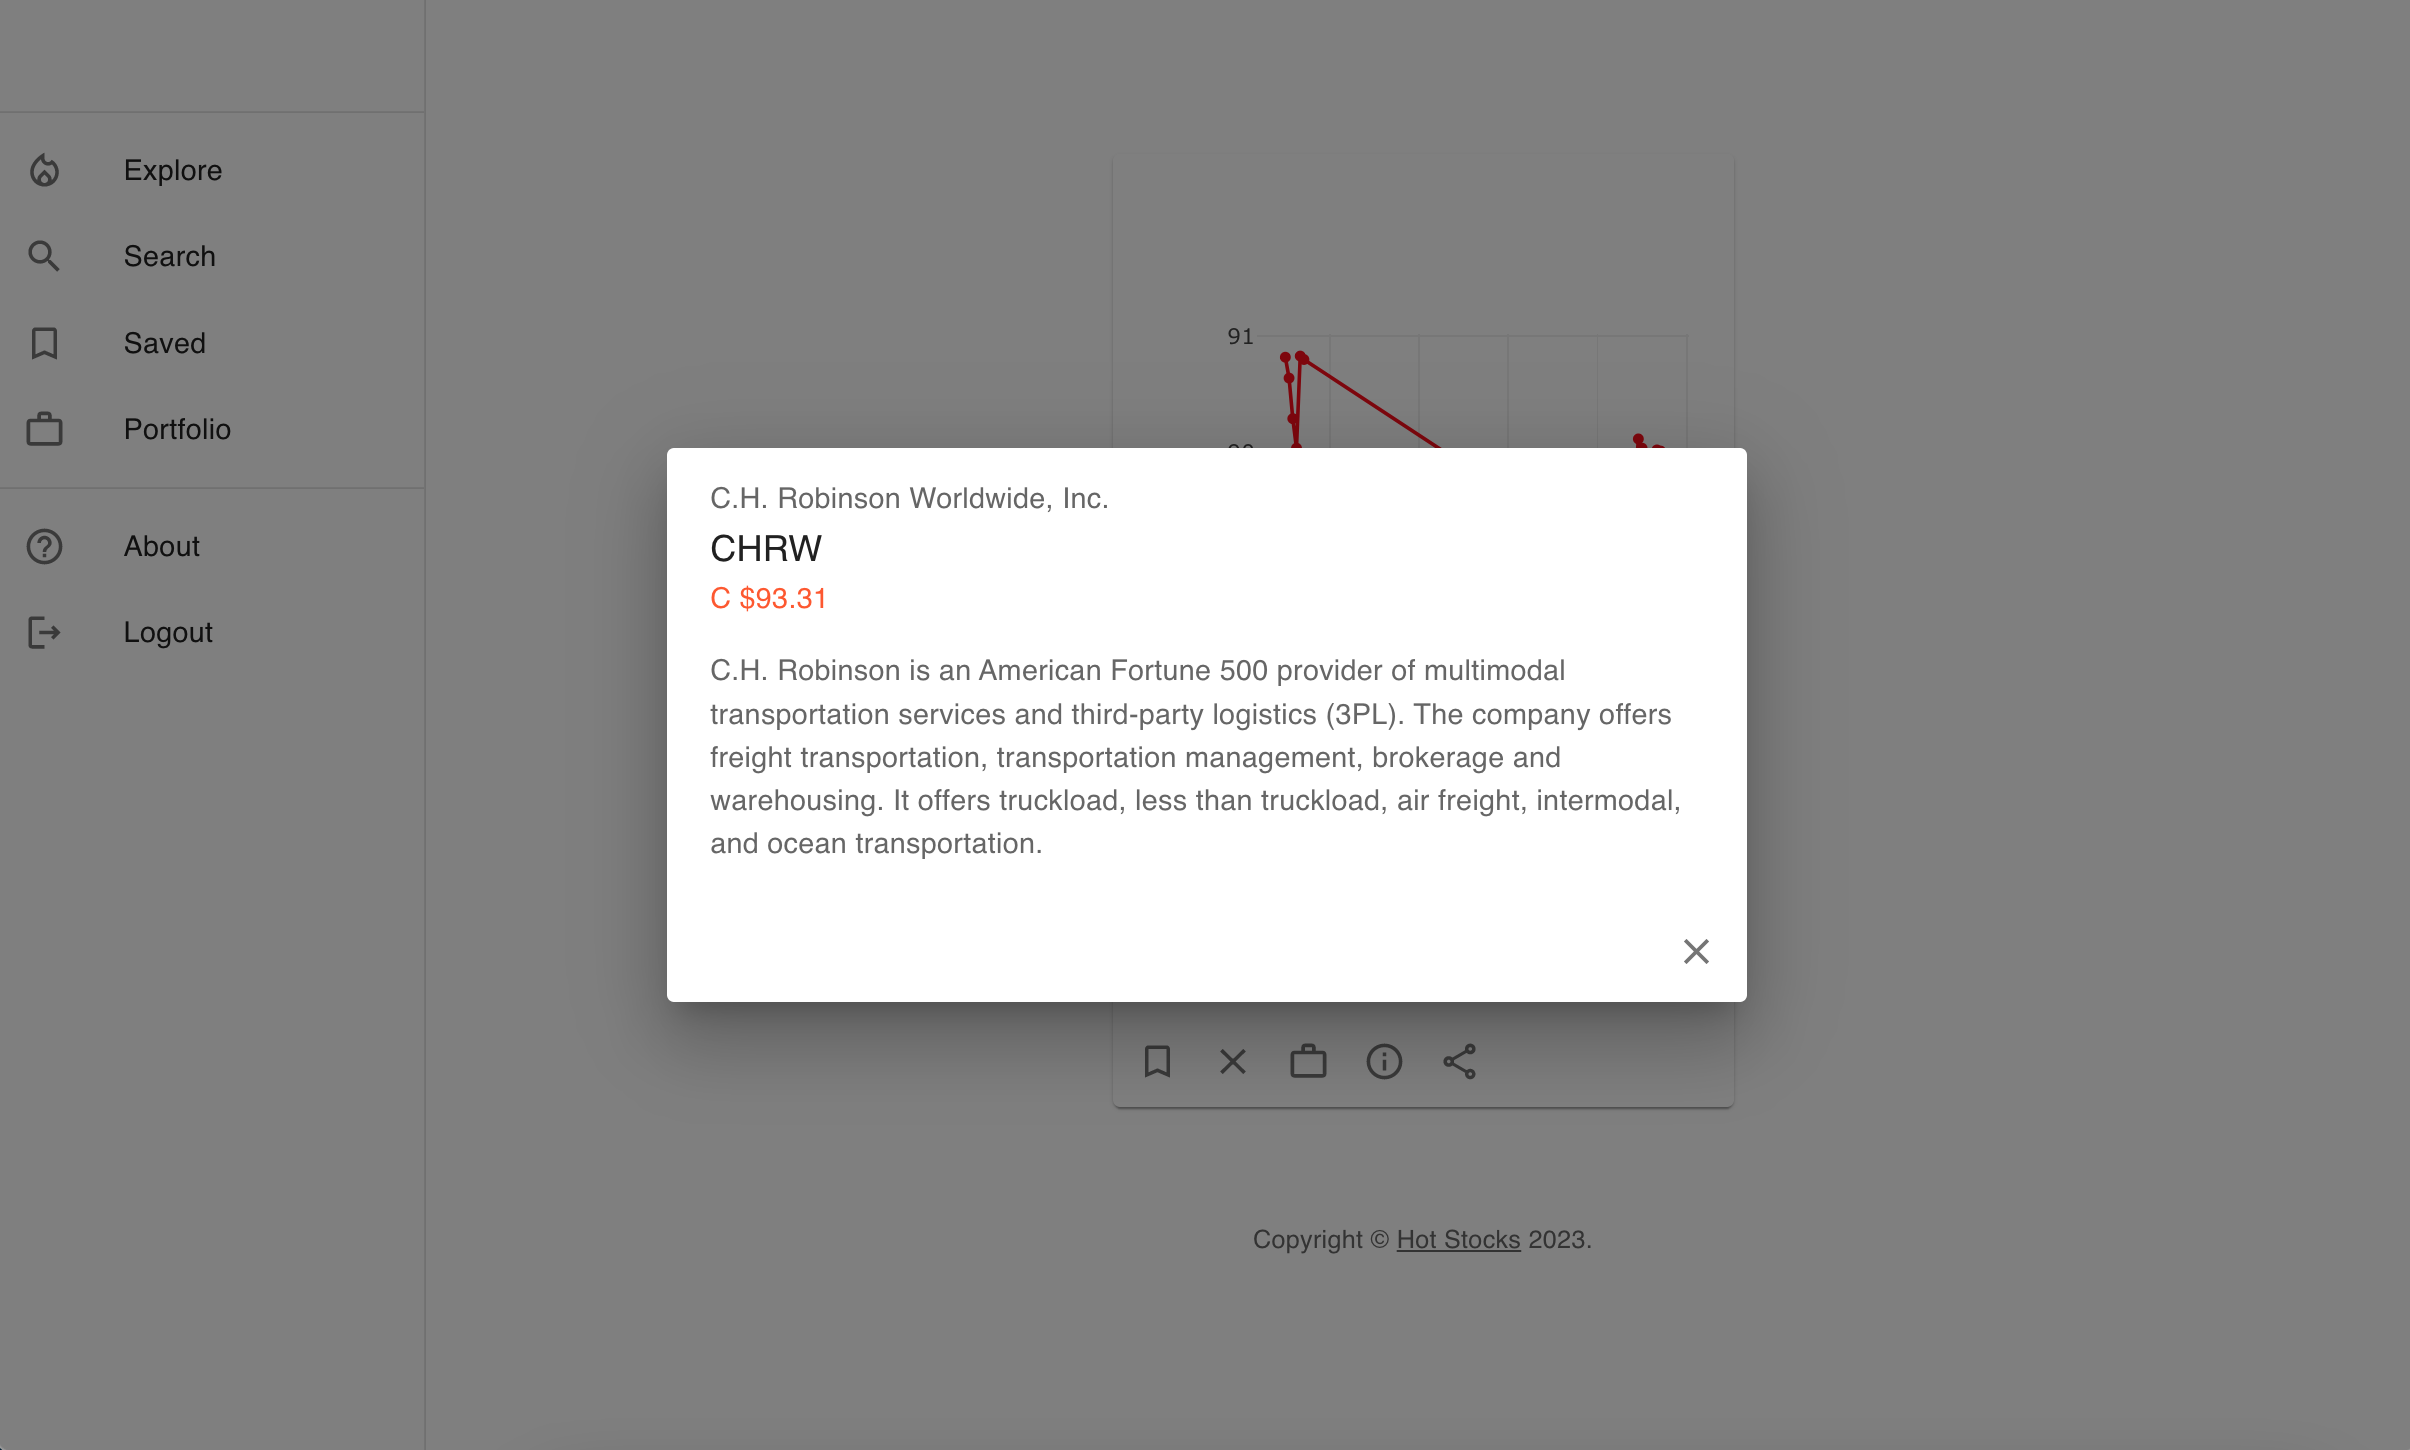 Explore
Search
Saved
Portfolio
About
Logout
91
C.H. Robinson Worldwide, Inc.
CHRW
C $93.31
C.H. Robinson is an American Fortune 500 provider of multimodal
transportation services and third-party logistics (3PL). The company offers
freight transportation, transportation management, brokerage and
warehousing. It offers truckload, less than truckload, air freight, intermodal,
and ocean transportation.
Copyright © Hot Stocks 2023.